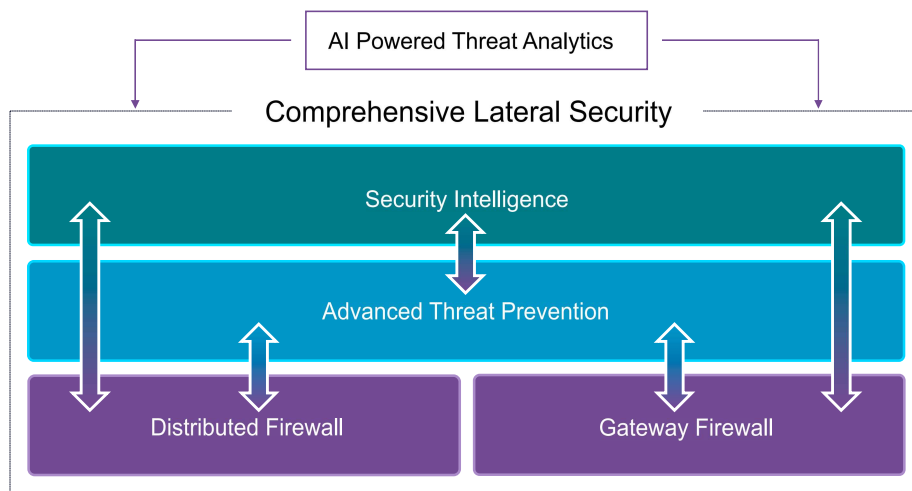 AI Powered Threat Analytics
Comprehensive Lateral Security
Security Intelligence
Advanced Threat Prevention
Distributed Firewall
Gateway Firewall